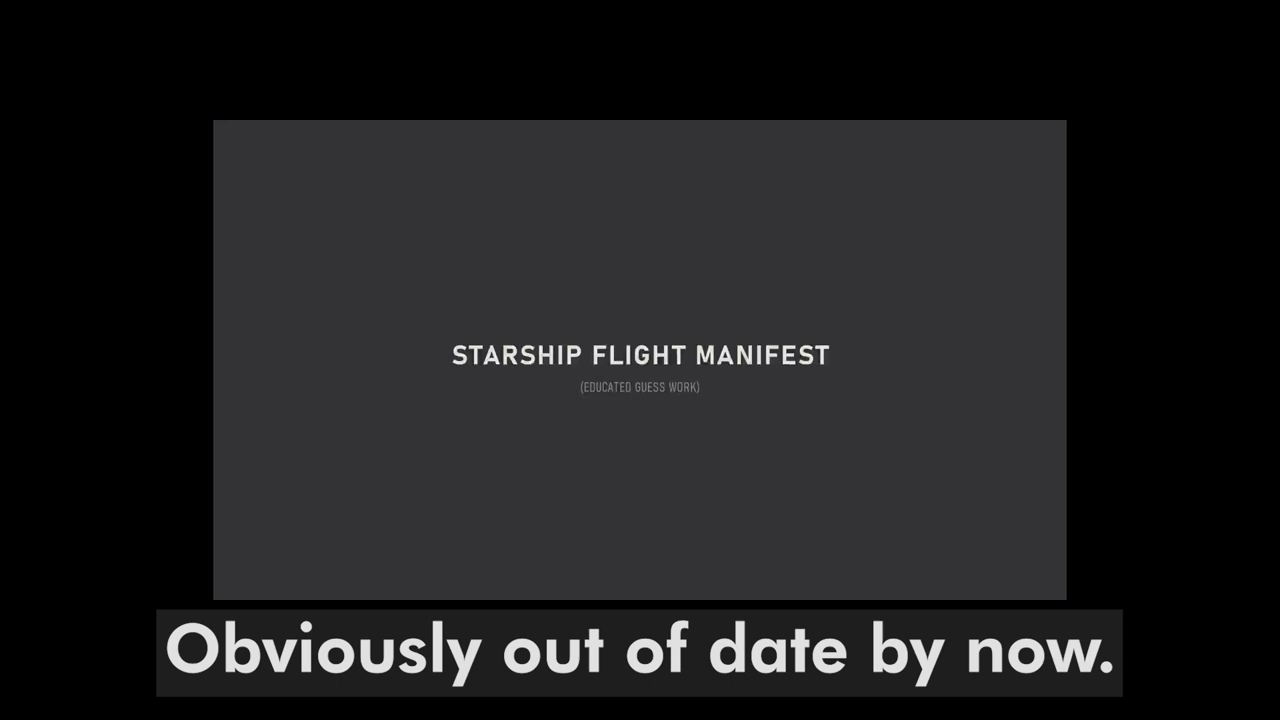 STARSHIP FLIGHT MANIFEST
(EDUCATED GUESS WORK)
Obviously out of date by now.